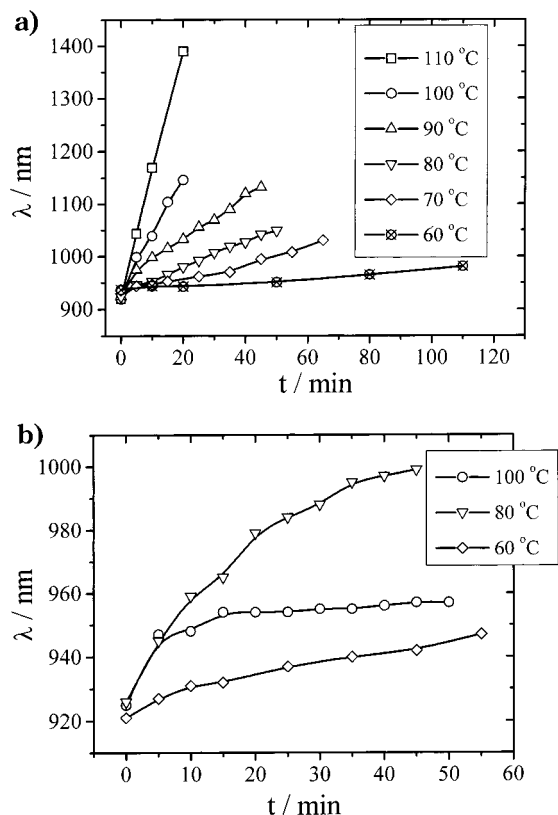 a)
1400
1300
1200
1100
1000
900
λ / nm
110 °C
100 °C
90 °C
80 °C
70 °C
60 °C
0 20 40 60 80 100 120
t / min
b)
1000
980
960
940
920
λ / nm
100 °C
80 °C
60 °C
0 10 20 30 40 50 60
t / min